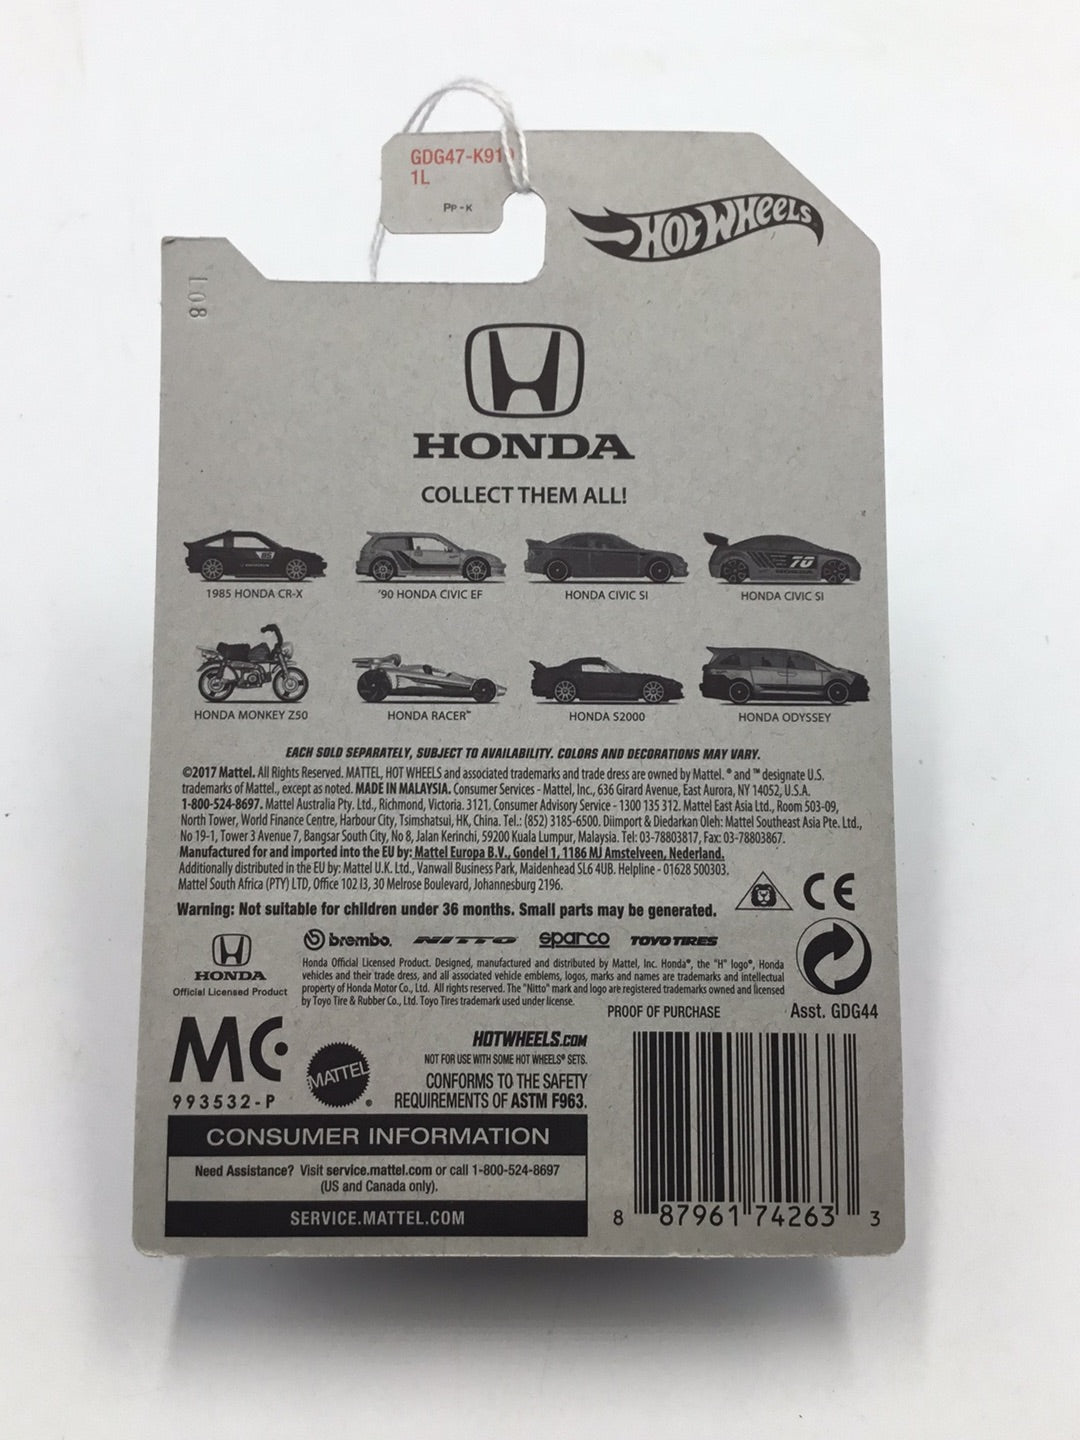 GDG47-K91
1L
PP-K
HOT WHEELS
L08
HONDA
COLLECT THEM ALL!
85
70
HONDA
1985 HONDA CR-X
'90 HONDA CIVIC EF
HONDA CIVIC SI
HONDA CIVIC SI
HONDA MONKEY Z50
HONDA RACER™
HONDA S2000
HONDA ODYSSEY
EACH SOLD SEPARATELY, SUBJECT TO AVAILABILITY. COLORS AND DECORATIONS MAY VARY.
©2017 Mattel. All Rights Reserved. MATTEL, HOT WHEELS and associated trademarks and trade dress are owned by Mattel. ® and ™ designate U.S.
trademarks of Mattel., except as noted. MADE IN MALAYSIA. Consumer Services - Mattel, Inc., 636 Girard Avenue, East Aurora, NY 14052, U.S.A.
1-800-524-8697. Mattel Australia Pty. Ltd., Richmond, Victoria. 3121. Consumer Advisory Service - 1300 135 312. Mattel East Asia Ltd., Room 503-09,
North Tower, World Finance Centre, Harbour City, Tsimshatsui, HK, China. Tel.: (852) 3185-6500. Diimport & Diedarkan Oleh: Mattel Southeast Asia Pte. Ltd.,
No 19-1, Tower 3 Avenue 7, Bangsar South City, No 8, Jalan Kerinchi, 59200 Kuala Lumpur, Malaysia. Tel: 03-78803817, Fax: 03-78803867.
Manufactured for and imported into the EU by: Mattel Europa B.V., Gondel 1, 1186 MJ Amstelveen, Nederland.
Additionally distributed in the EU by: Mattel U.K. Ltd., Vanwall Business Park, Maidenhead SL6 4UB. Helpline - 01628 500303.
Mattel South Africa (PTY) LTD, Office 102 I3, 30 Melrose Boulevard, Johannesburg 2196.
CE
Warning: Not suitable for children under 36 months. Small parts may be generated.
brembo. NITTO sparco TOYO TIRES
HONDA
Official Licensed Product
Honda Official Licensed Product. Designed, manufactured and distributed by Mattel, Inc. Honda®, the "H" logo®, Honda
vehicles and their trade dress, and all associated vehicle emblems, logos, marks and names are trademarks and intellectual
property of Honda Motor Co., Ltd. All rights reserved. The "Nitto" mark and logo are registered trademarks owned and licensed
by Toyo Tire & Rubber Co., Ltd. Toyo Tires trademark used under license.
PROOF OF PURCHASE
Asst. GDG44
MC
993532-P
MATTEL
HOTWHEELS.COM
NOT FOR USE WITH SOME HOT WHEELS® SETS.
CONFORMS TO THE SAFETY
REQUIREMENTS OF ASTM F963.
CONSUMER INFORMATION
Need Assistance? Visit service.mattel.com or call 1-800-524-8697
(US and Canada only).
SERVICE.MATTEL.COM
8 87961 74263 3